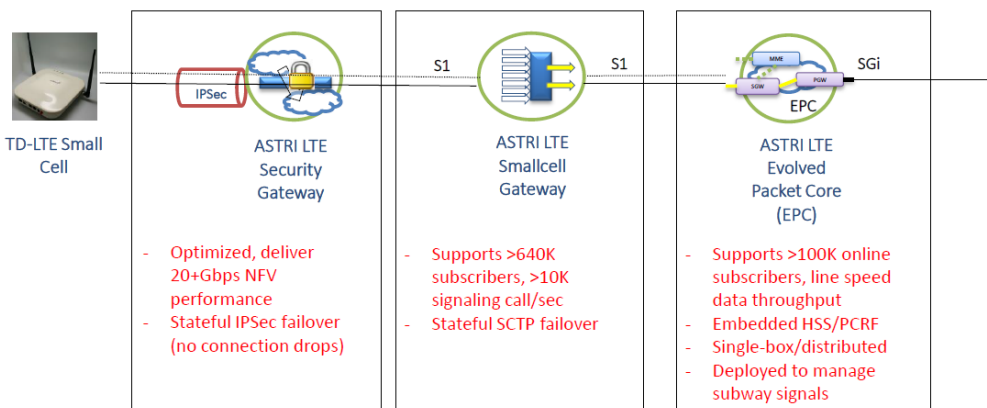 TD-LTE Small
Cell
IPSec
ASTRI LTE
Security
Gateway
- Optimized, deliver
20+Gbps NFV
performance
- Stateful IPSec failover
(no connection drops)
S1
ASTRI LTE
Smallcell
Gateway
- Supports >640K
subscribers, >10K
signaling call/sec
- Stateful SCTP failover
S1
MME
SGW
PGW
EPC
SGi
ASTRI LTE
Evolved
Packet Core
(EPC)
- Supports >100K online
subscribers, line speed
data throughput
- Embedded HSS/PCRF
- Single-box/distributed
- Deployed to manage
subway signals